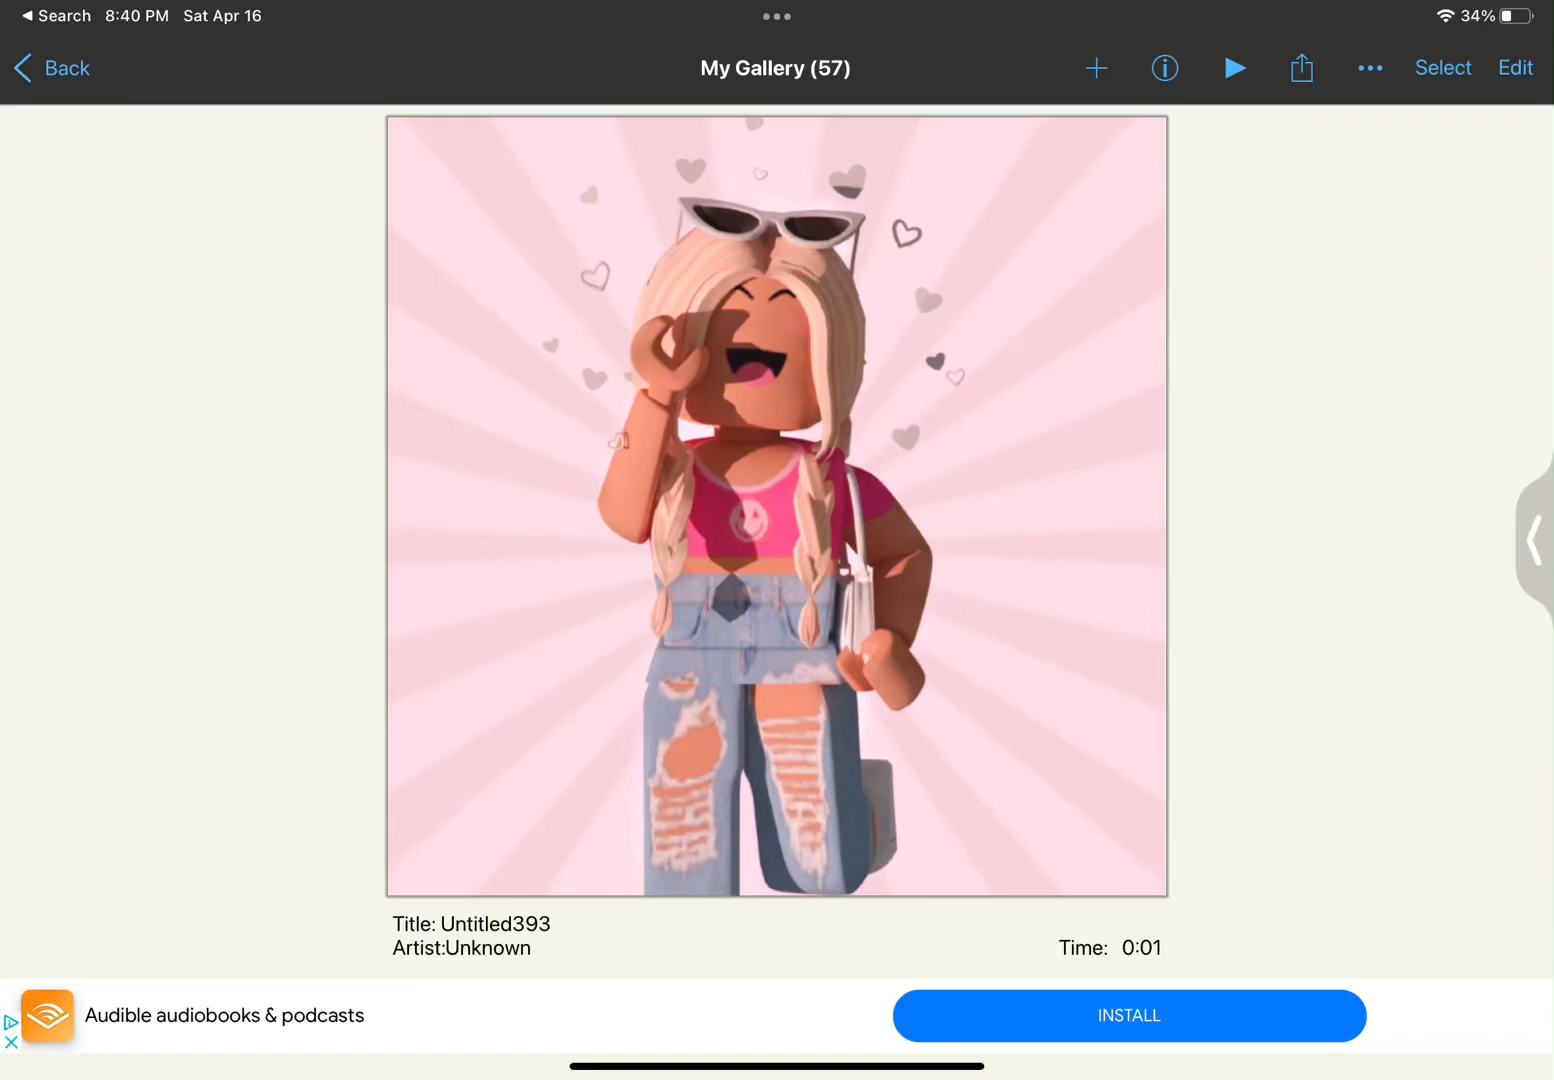 Search 8:40 PM Sat Apr 16
34%
Back
My Gallery (57)
Select Edit
Title: Untitled393
Artist:Unknown
Time: 0:01
Audible audiobooks & podcasts
INSTALL